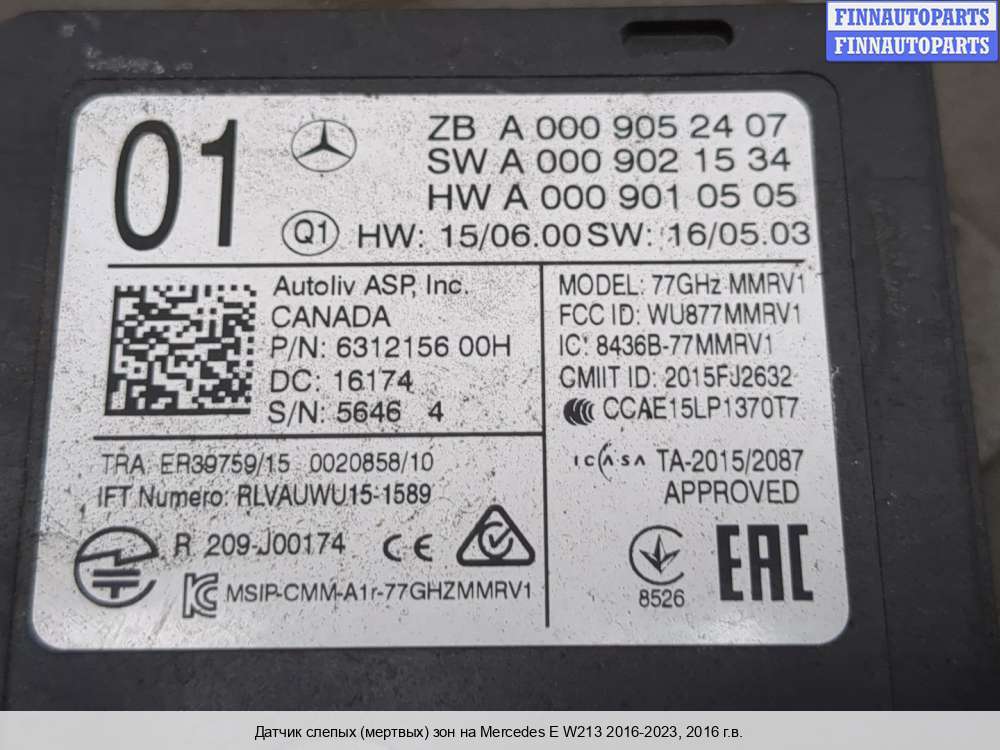 FINNAUTOPARTS
FINNAUTOPARTS
01
ZB A 000 905 24 07
SW A 000 902 15 34
HW A 000 901 05 05
Q1 HW: 15/06.00 SW: 16/05.03
Autoliv ASP, Inc.
CANADA
P/N: 6312156 00H
DC: 16174
S/N: 5646 4
MODEL: 77GHz MMRV1
FCC ID: WU877MMRV1
IC: 8436B-77MMRV1
CMIIT ID: 2015FJ2632
CCAE15LP1370T7
TRA: ER39759/15 0020858/10
IFT Numero: RLVAUWU15-1589
ICASA TA-2015/2087
APPROVED
R 209-J00174 CE
MSIP-CMM-A1r-77GHZMMRV1
8526
EAC
Датчик слепых (мертвых) зон на Mercedes E W213 2016-2023, 2016 г.в.